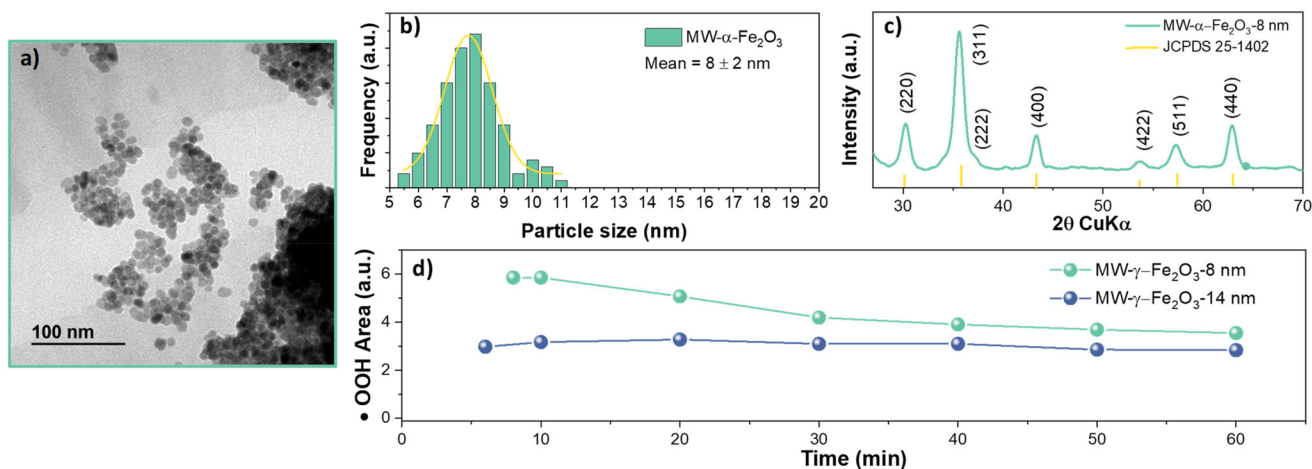 a)
100 nm
b)
Frequency (a.u.)
MW-α-Fe₂O₃
Mean = 8 ± 2 nm
5 6 7 8 9 10 11 12 13 14 15 16 17 18 19 20
Particle size (nm)
c)
Intensity (a.u.)
MW-α-Fe₂O₃-8 nm
JCPDS 25-1402
(220)
(311)
(222)
(400)
(422)
(511)
(440)
30 40 50 60 70
2θ CuKα
d)
• OOH Area (a.u.)
MW-γ–Fe₂O₃-8 nm
MW-γ–Fe₂O₃-14 nm
6
4
2
0
0 10 20 30 40 50 60
Time (min)